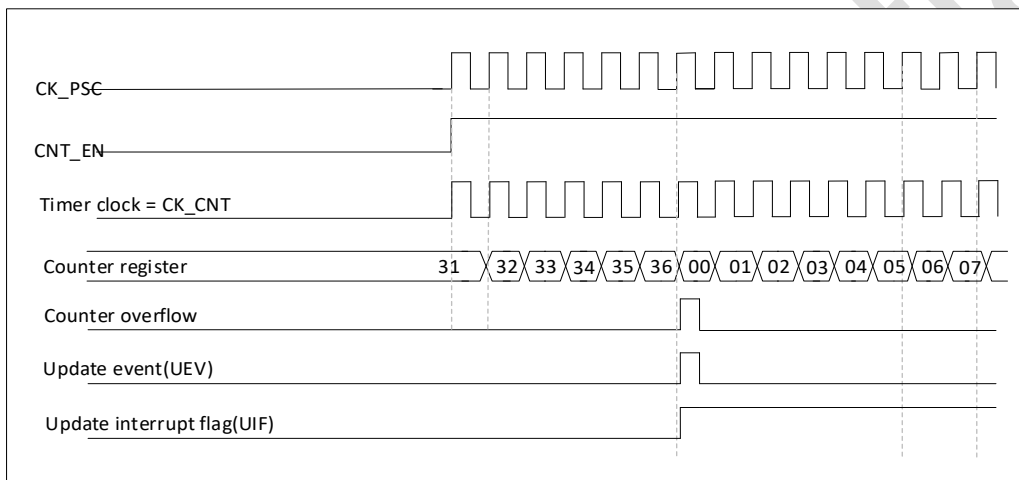 CK_PSC
CNT_EN
Timer clock = CK_CNT
Counter register 31 32 33 34 35 36 00 01 02 03 04 05 06 07
Counter overflow
Update event(UEV)
Update interrupt flag(UIF)